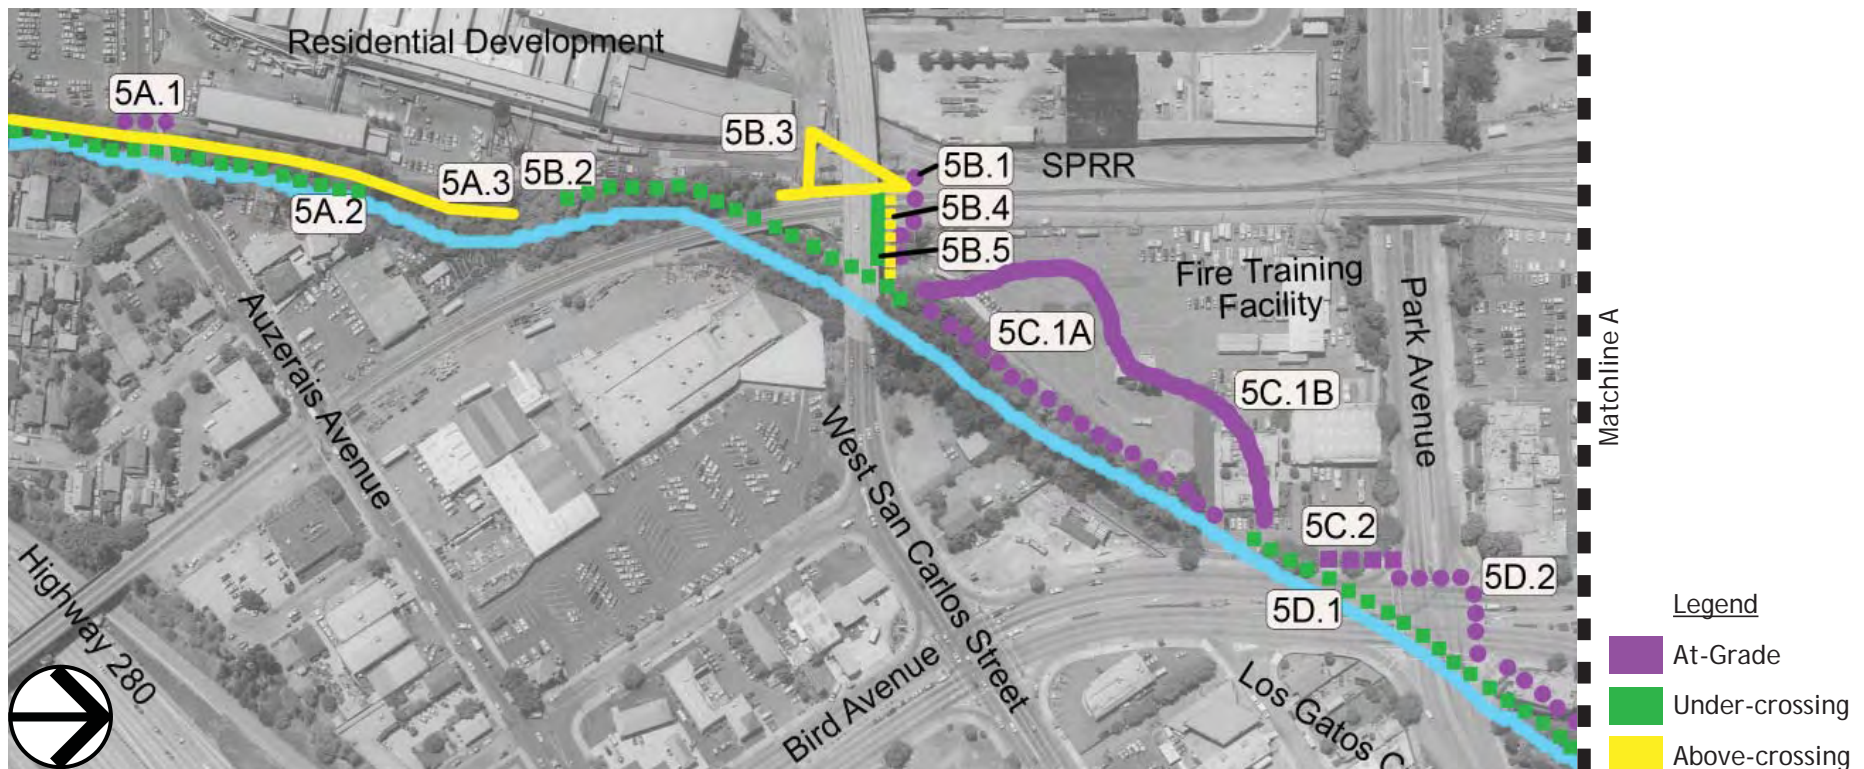 Residential Development
5A.1
5B.3
5A.3
5B.2
5A.2
5B.1
SPRR
5B.4
5B.5
Fire Training
Facility
5C.1A
5C.1B
Park Avenue
Matchline A
Auzerais Avenue
West San Carlos Street
5C.2
5D.2
5D.1
Highway 280
Bird Avenue
Los Gatos C
Legend
At-Grade
Under-crossing
Above-crossing